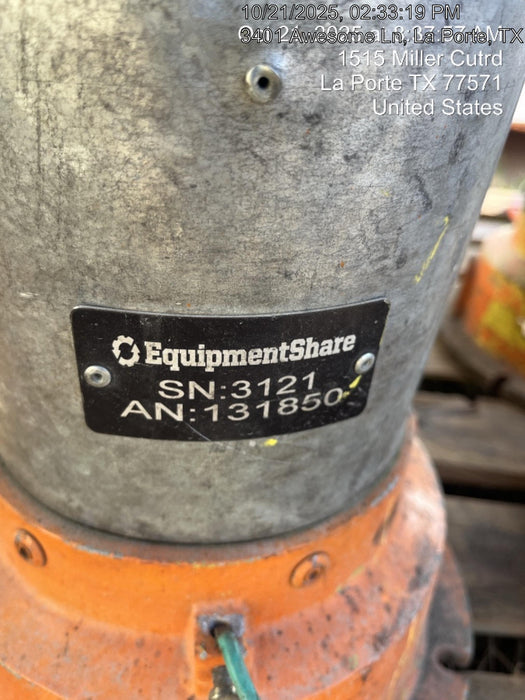 10/21/2025, 02:33:19 PM
3401 Awesome Ln, La Porte, TX
1515 Miller Cutrd
La Porte TX 77571
United States
EquipmentShare
SN:3121
AN:131850